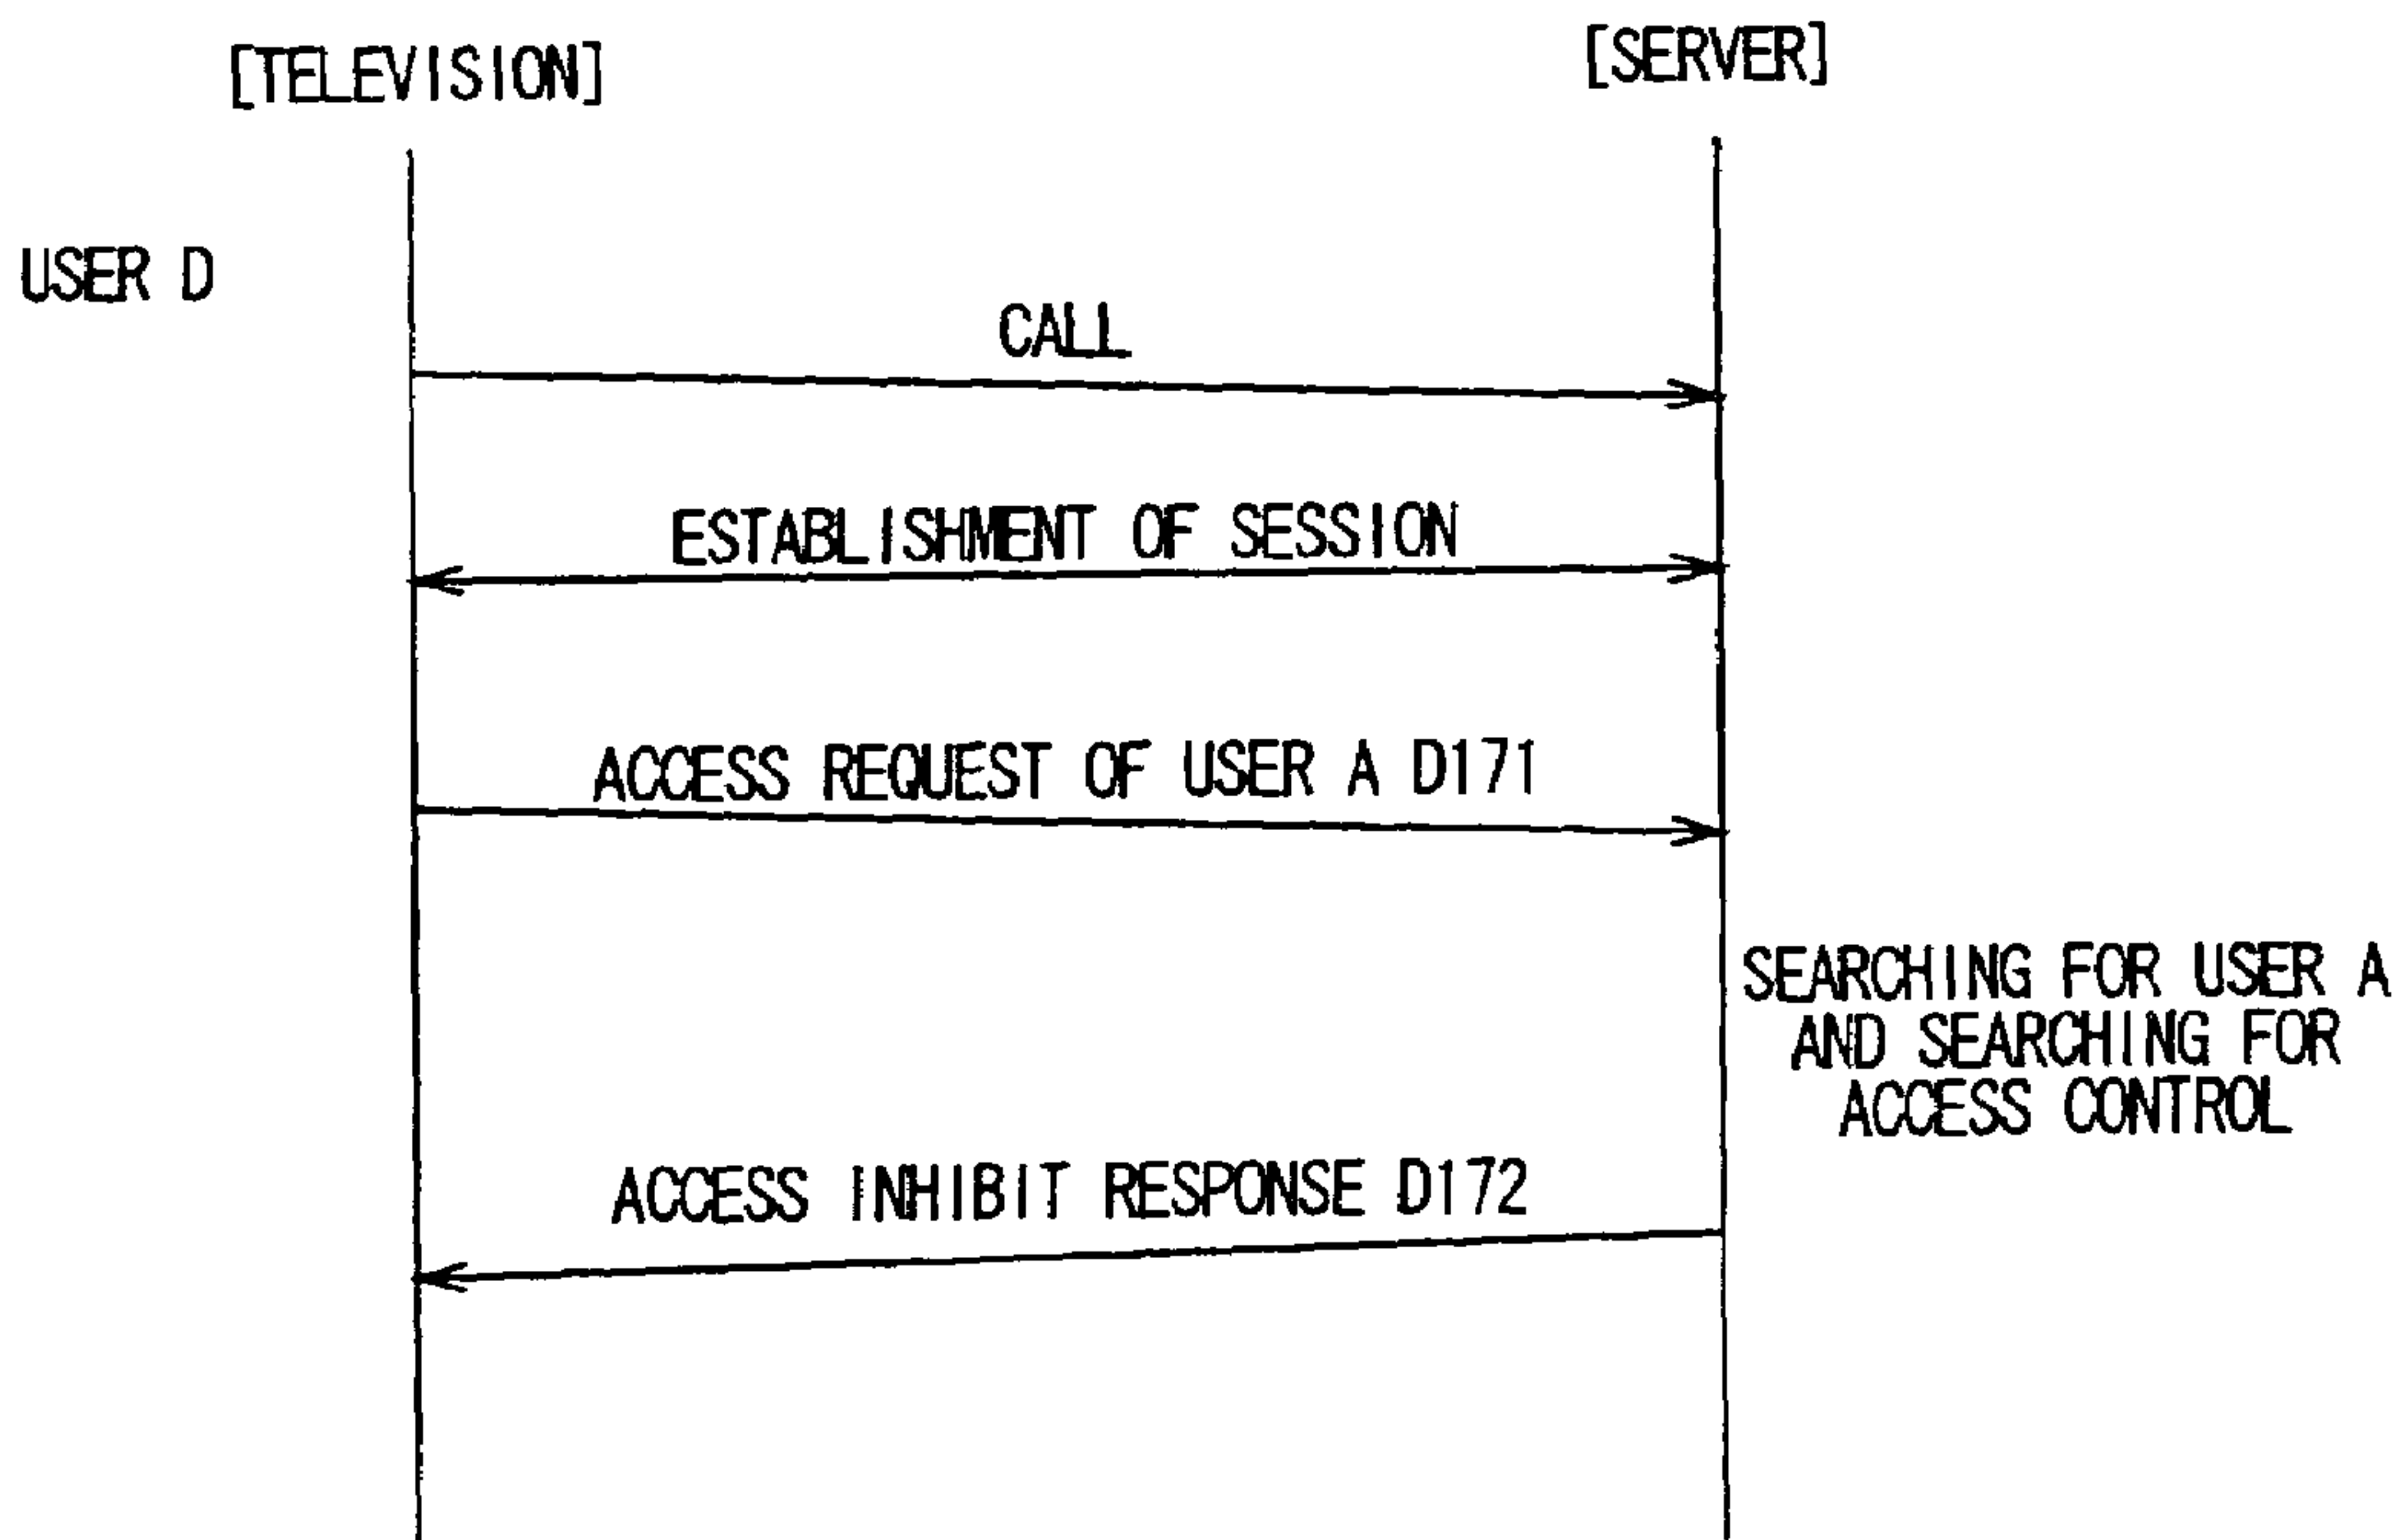 [TELEVISION]
[SERVER]
USER D
CALL
ESTABLISHMENT OF SESSION
ACCESS REQUEST OF USER A D171
SEARCHING FOR USER A
AND SEARCHING FOR
ACCESS CONTROL
ACCESS INHIBIT RESPONSE D172